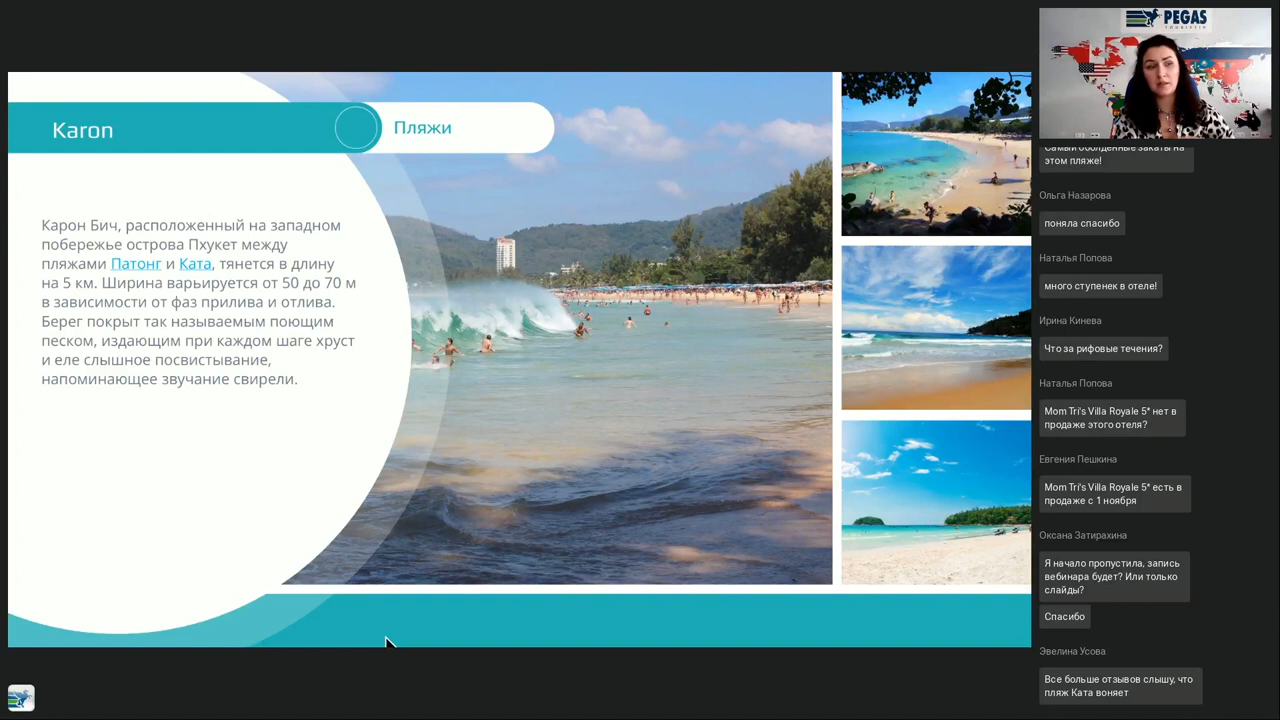 Karon
Пляжи
Карон Бич, расположенный на западном
побережье острова Пхукет между
пляжами Патонг и Ката, тянется в длину
на 5 км. Ширина варьируется от 50 до 70 м
в зависимости от фаз прилива и отлива.
Берег покрыт так называемым поющим
песком, издающим при каждом шаге хруст
и еле слышное посвистывание,
напоминающее звучание свирели.
PEGAS
TOURISTIK
Самый обалденные закаты на
этом пляже!
Ольга Назарова
поняла спасибо
Наталья Попова
много ступенек в отеле!
Ирина Кинева
Что за рифовые течения?
Наталья Попова
Mom Tri's Villa Royale 5* нет в
продаже этого отеля?
Евгения Пешкина
Mom Tri's Villa Royale 5* есть в
продаже с 1 ноября
Оксана Затирахина
Я начало пропустила, запись
вебинара будет? Или только
слайды?
Спасибо
Эвелина Усова
Все больше отзывов слышу, что
пляж Ката воняет